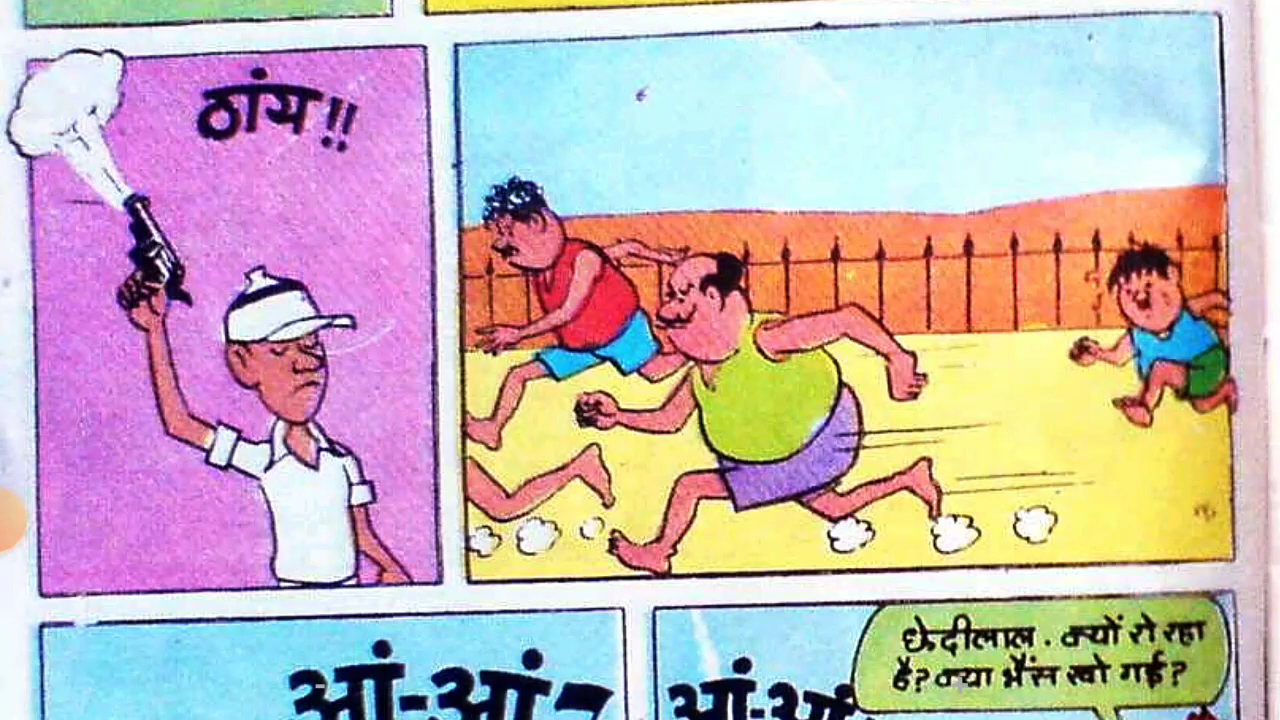 ठांय!!
आं-आं-
आं-आं
छेदीलाल. क्यों रो रहा
है? क्या भैंस खो गई?